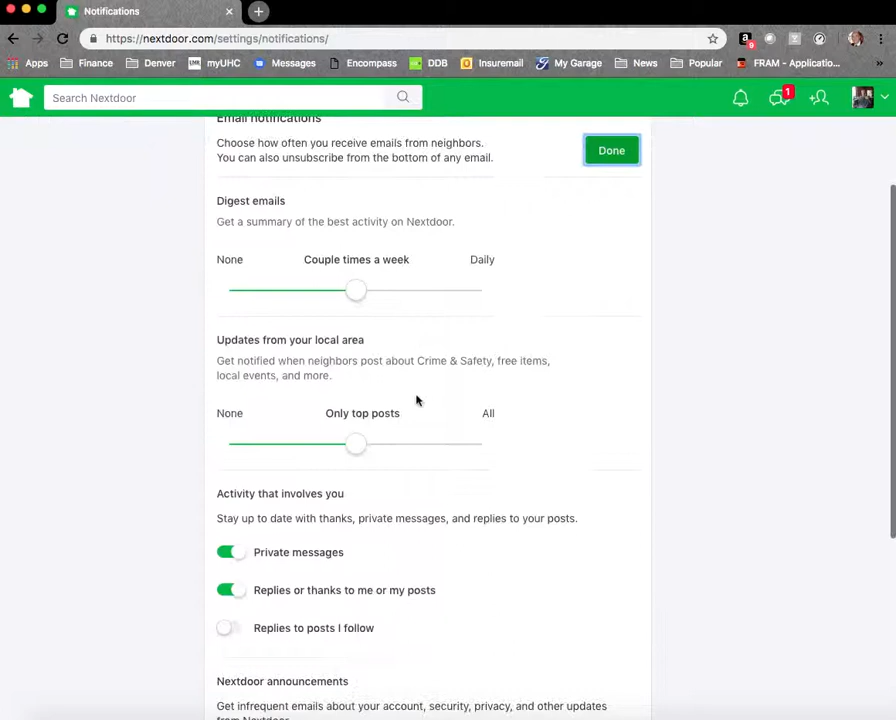 Notifications
https://nextdoor.com/settings/notifications/
9
Apps Finance Denver myUHC Messages Encompass DDB Insuremail My Garage News Popular FRAM - Applicatio... »
Search Nextdoor
1
Email notifications
Choose how often you receive emails from neighbors.
You can also unsubscribe from the bottom of any email.
Done
Digest emails
Get a summary of the best activity on Nextdoor.
None Couple times a week Daily
Updates from your local area
Get notified when neighbors post about Crime & Safety, free items,
local events, and more.
None Only top posts All
Activity that involves you
Stay up to date with thanks, private messages, and replies to your posts.
Private messages
Replies or thanks to me or my posts
Replies to posts I follow
Nextdoor announcements
Get infrequent emails about your account, security, privacy, and other updates
from Nextdoor.